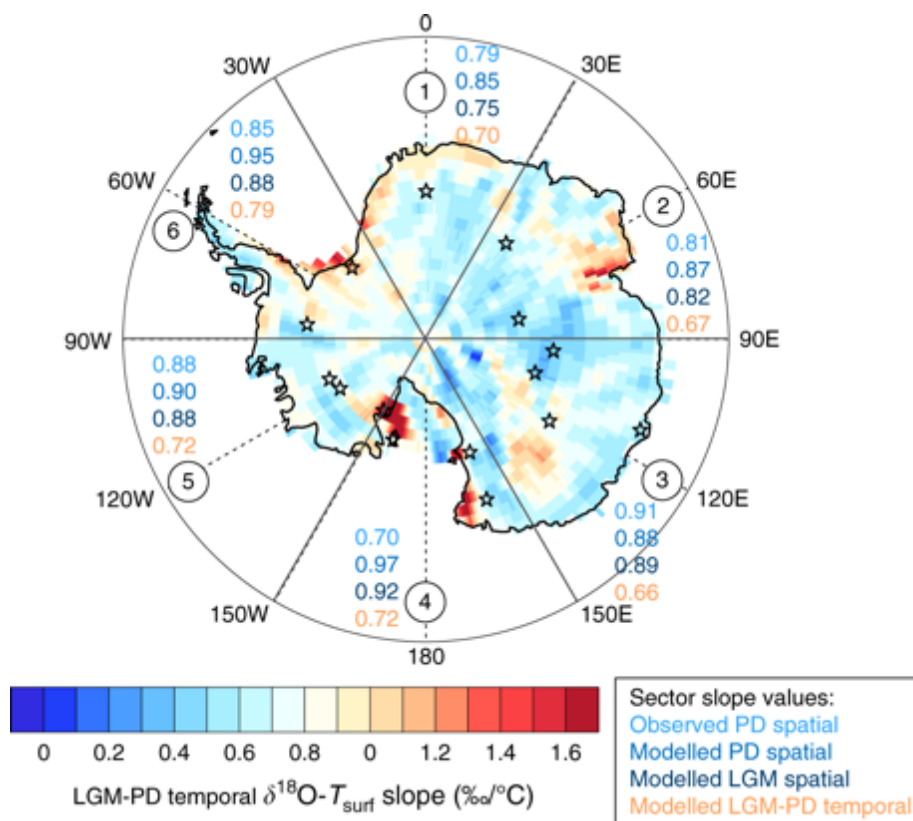 0
30W
30E
1
0.79
0.85
0.75
0.70
0.85
0.95
0.88
0.79
60W
60E
6
2
0.81
0.87
0.82
0.67
90W
90E
0.88
0.90
0.88
0.72
5
3
120W
120E
0.91
0.88
0.89
0.66
0.70
0.97
0.92
0.72
4
150W
150E
180
0 0.2 0.4 0.6 0.8 0 1.2 1.4 1.6
LGM-PD temporal δ¹⁸O-Tsurf slope (‰/°C)
Sector slope values:
Observed PD spatial
Modelled PD spatial
Modelled LGM spatial
Modelled LGM-PD temporal